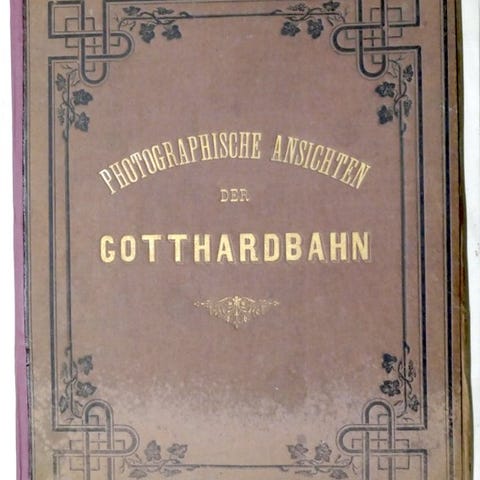 PHOTOGRAPHISCHE ANSICHTEN
DER
GOTTHARDBAHN